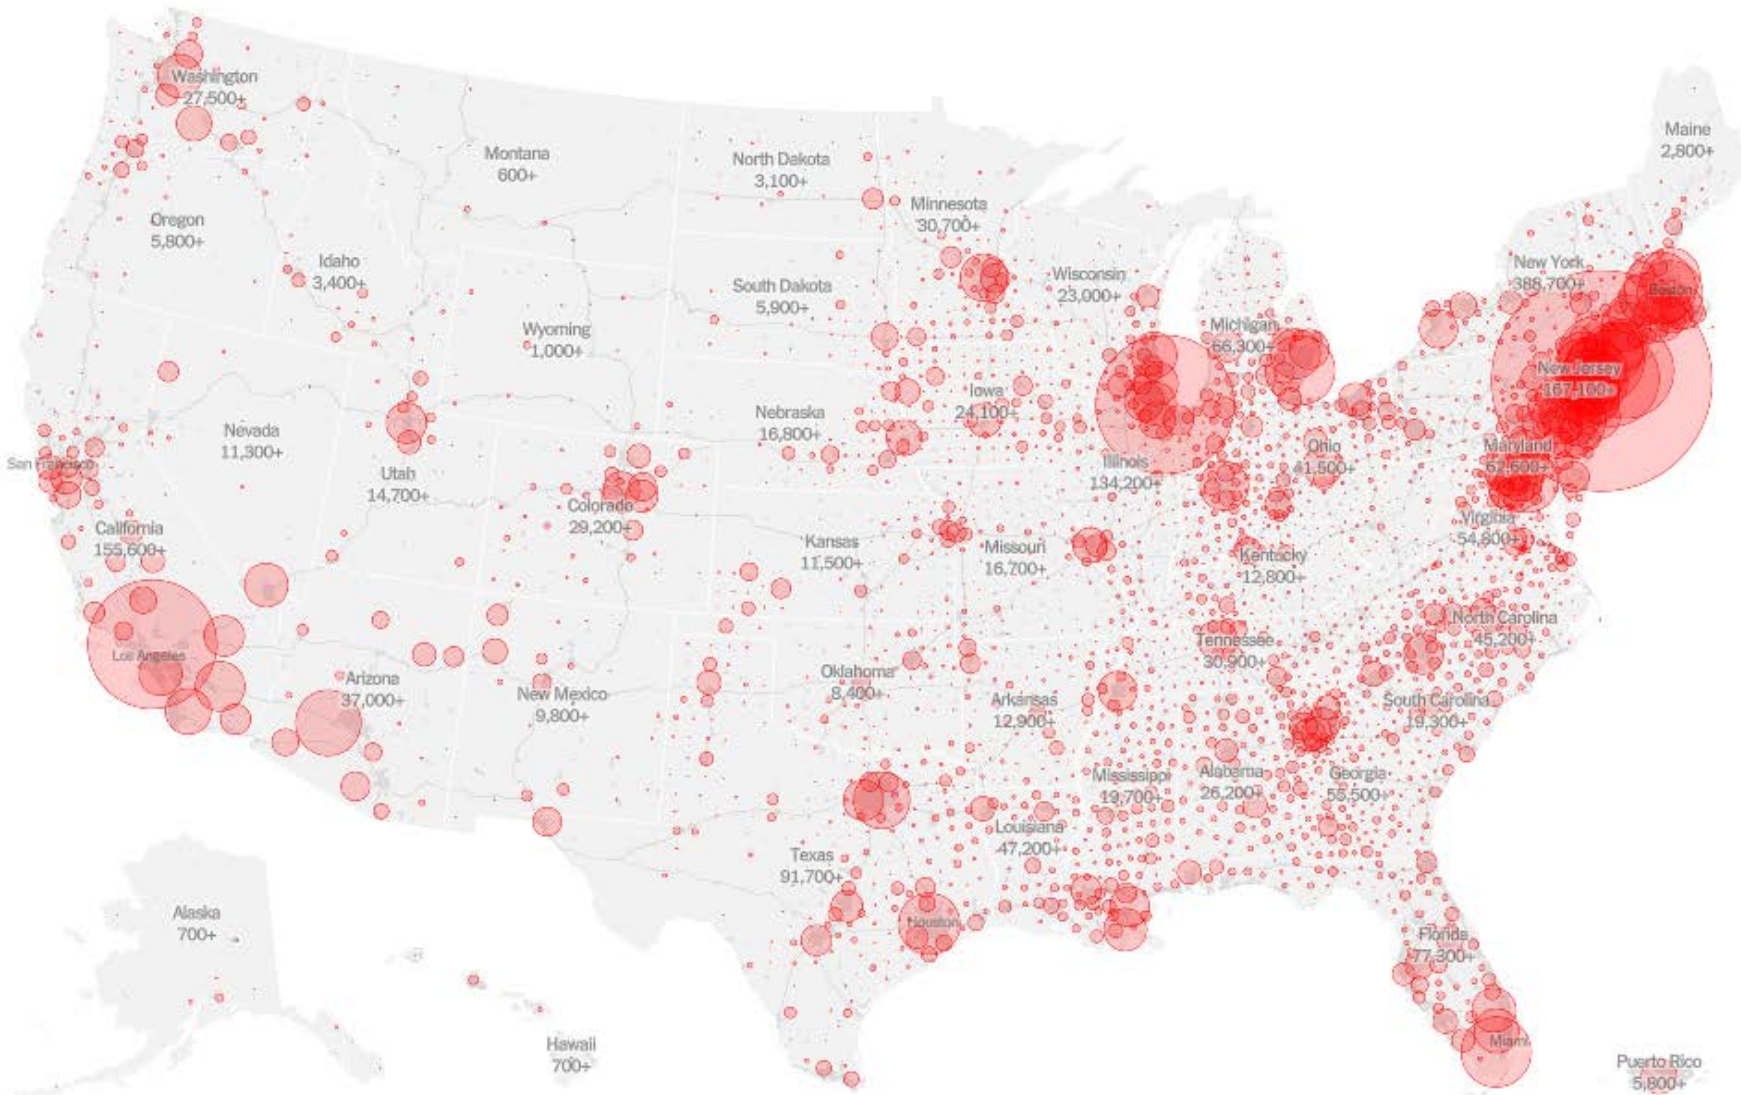 Washington
27,500+
Montana
600+
North Dakota
3,100+
Minnesota
30,700+
Maine
2,800+
Oregon
5,800+
Idaho
3,400+
South Dakota
5,900+
Wisconsin
23,000+
New York
388,700+
Boston
Wyoming
1,000+
Michigan
66,300+
New Jersey
167,100+
Nebraska
16,800+
Iowa
24,100+
Nevada
11,300+
Ohio
41,500+
Maryland
62,600+
San Francisco
Utah
14,700+
Illinois
134,200+
Colorado
29,200+
California
155,600+
Kansas
11,500+
Missouri
16,700+
Kentucky
12,800+
Virginia
54,800+
North Carolina
45,200+
Tennessee
30,900+
Los Angeles
Arizona
37,000+
New Mexico
9,800+
Oklahoma
8,400+
Arkansas
12,900+
South Carolina
19,300+
Mississippi
19,700+
Alabama
26,200+
Georgia
55,500+
Louisiana
47,200+
Texas
91,700+
Houston
Alaska
700+
Florida
77,300+
Hawaii
700+
Miami
Puerto Rico
5,800+